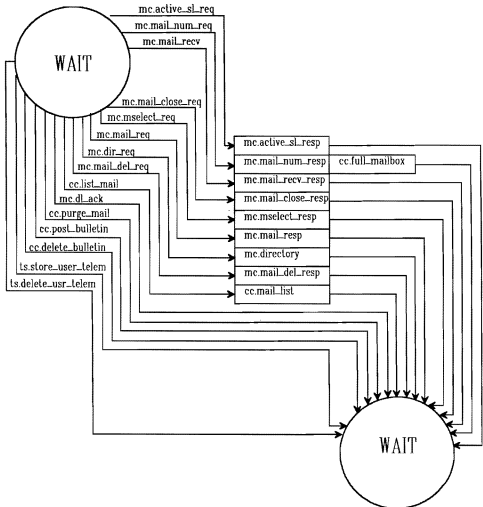 mc.active_sl_req
mc.mail_num_req
mc.mail_recv
WAIT
mc.mail_close_req
mc.mselect_req
mc.mail_req
mc.dir_req
mc.mail_del_req
cc.list_mail
mc.dl_ack
cc.purge_mail
cc.post_bulletin
cc.delete_bulletin
ts.store_user_telem
ts.delete_usr_telem
mc.active_sl_resp
mc.mail_num_resp cc.full_mailbox
mc.mail_recv_resp
mc.mail_close_resp
mc.mselect_resp
mc.mail_resp
mc.directory
mc.mail_del_resp
cc.mail_list
WAIT